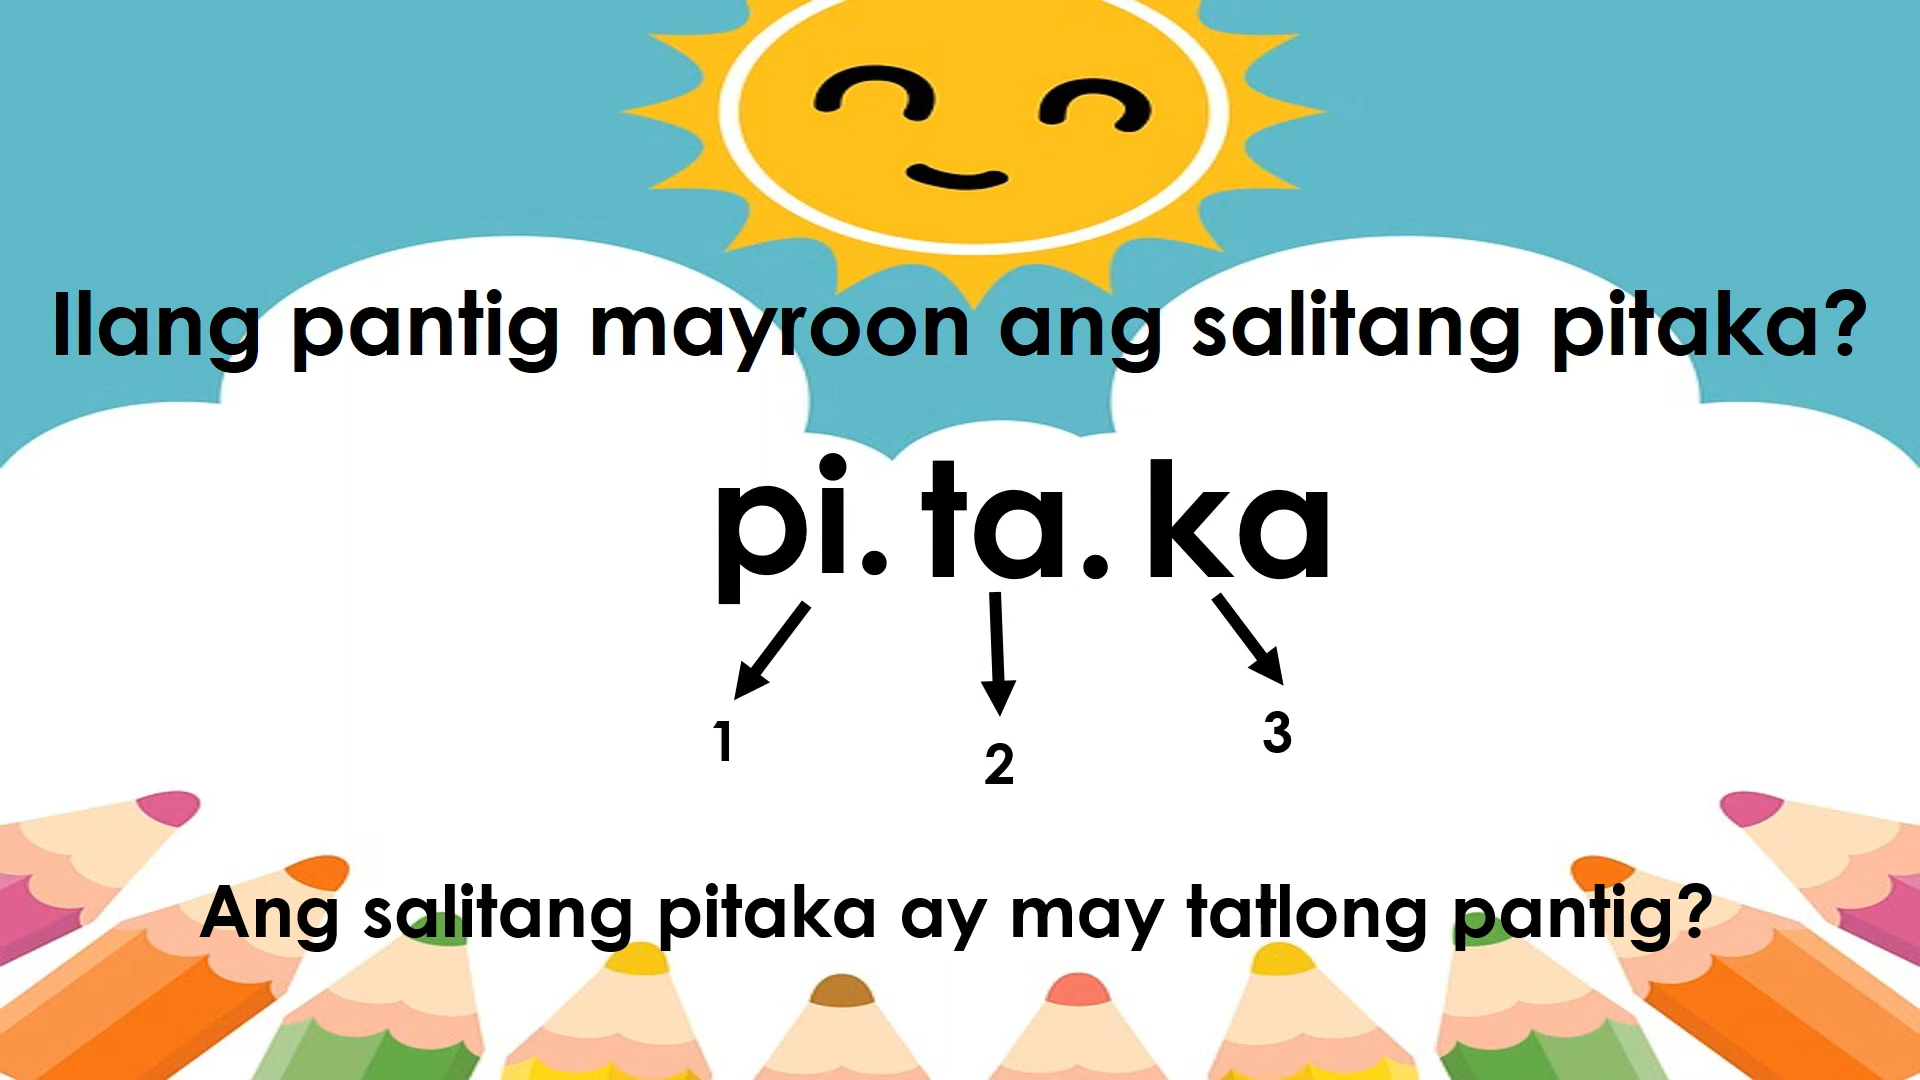 Ilang pantig mayroon ang salitang pitaka?
pi. ta. ka
1 2 3
Ang salitang pitaka ay may tatlong pantig?